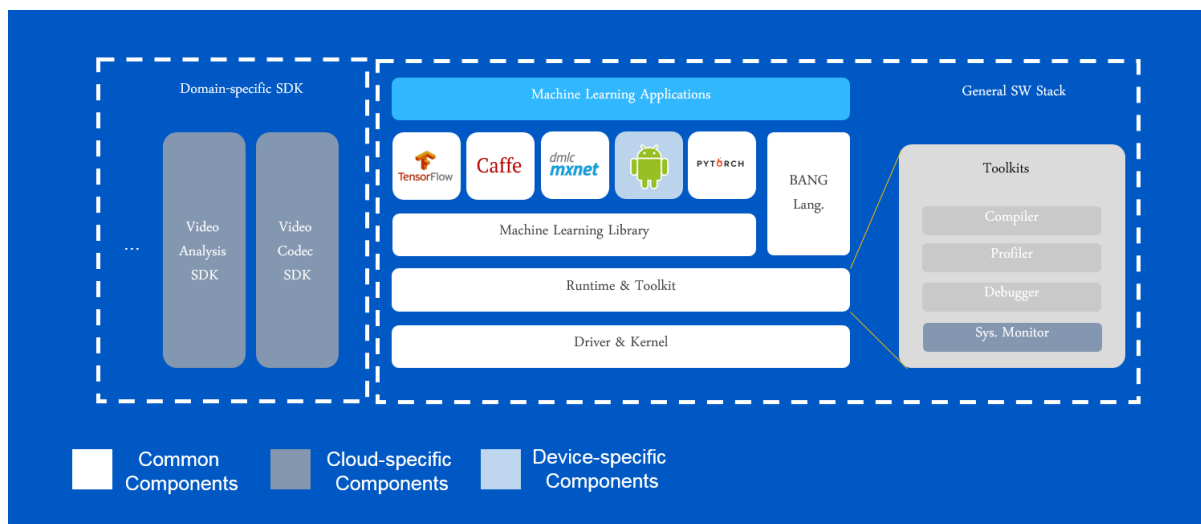 Domain-specific SDK
...
Video
Analysis
SDK
Video
Codec
SDK
Machine Learning Applications
General SW Stack
TensorFlow
Caffe
dmlc
mxnet
PYTORCH
BANG
Lang.
Machine Learning Library
Runtime & Toolkit
Driver & Kernel
Toolkits
Compiler
Profiler
Debugger
Sys. Monitor
Common
Components
Cloud-specific
Components
Device-specific
Components